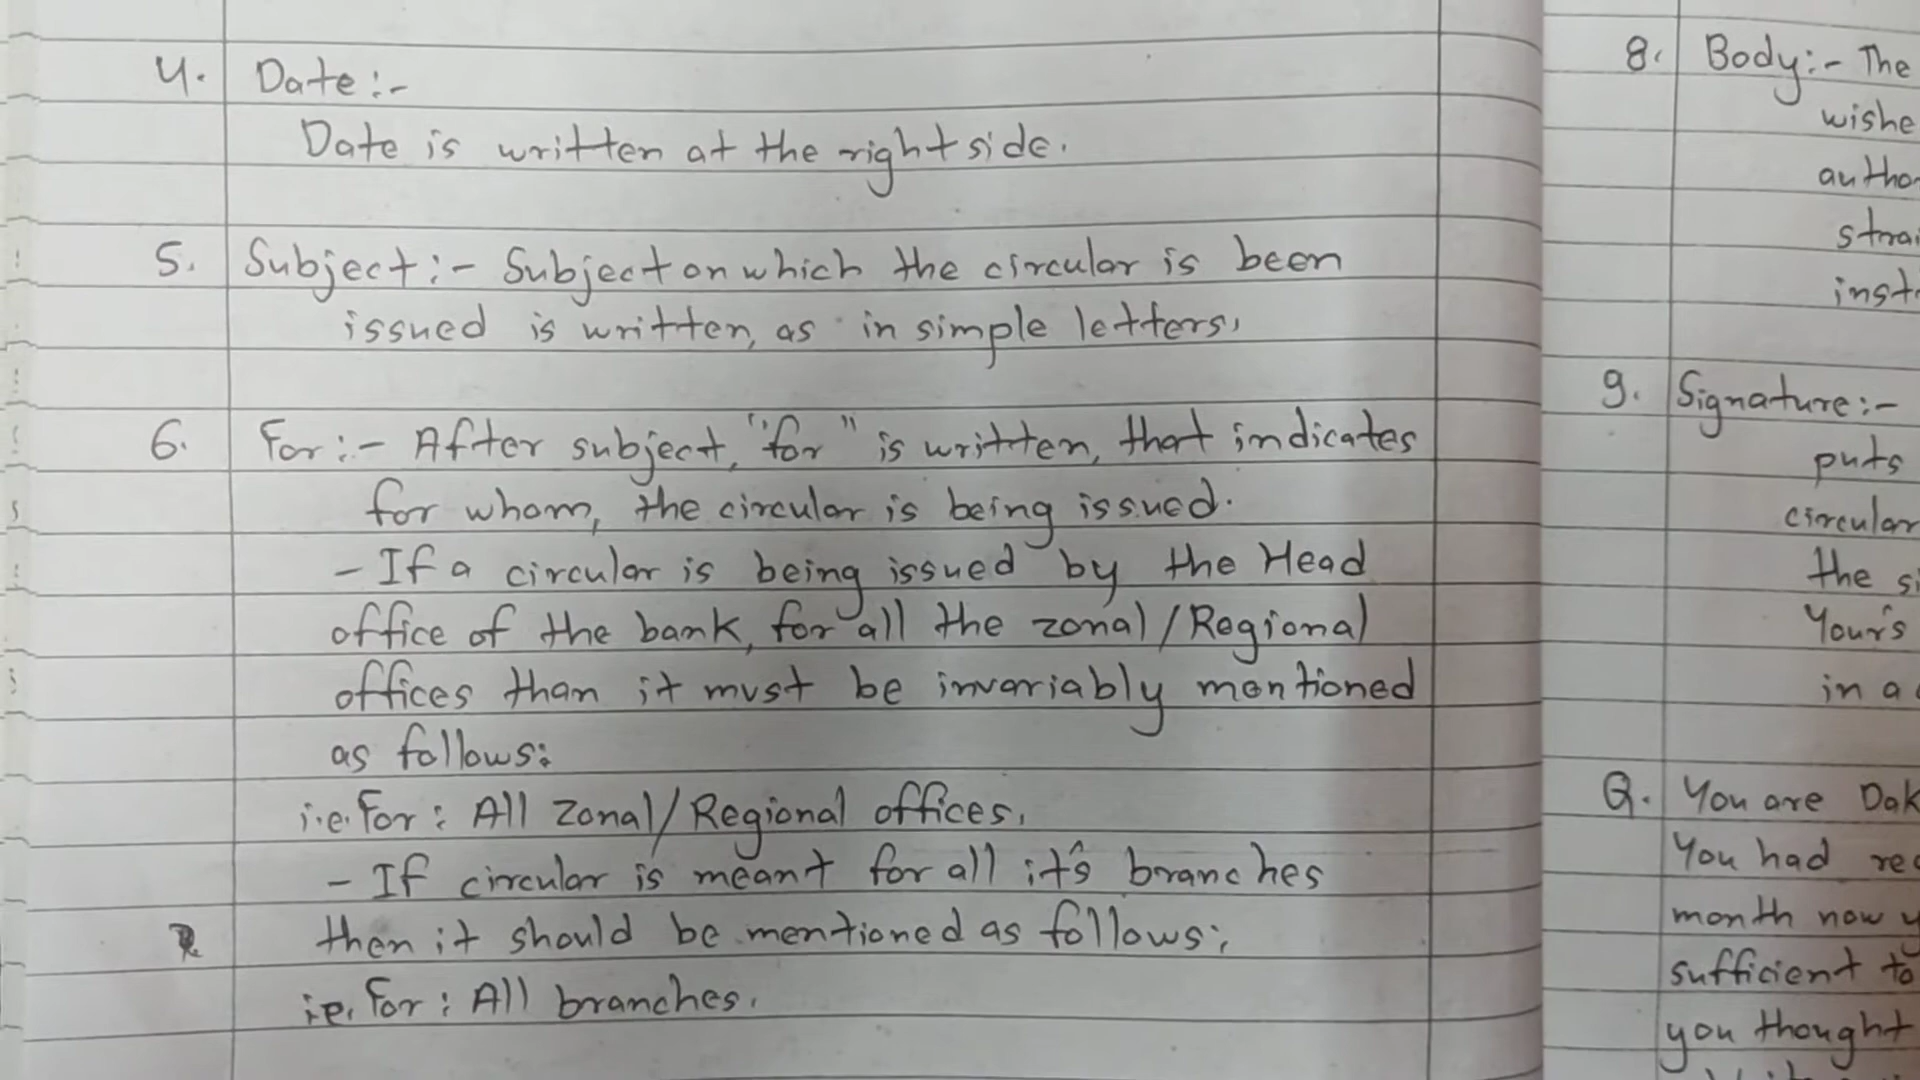 4. Date :-
Date is written at the right side.
5. Subject :- Subject on which the circular is been
issued is written, as in simple letters,
6. For :- After subject, "for" is written, that indicates
for whom, the circular is being issued.
- If a circular is being issued by the Head
office of the bank, for all the zonal/Regional
offices than it must be invariably mentioned
as follows:
i.e. For : All Zonal/Regional offices.
- If circular is meant for all it's branches
then it should be mentioned as follows;
i.e. For : All branches.
8. Body :- The
wishe
autho
strai
inst
9. Signature :-
puts
circular
the si
Your's
in a
Q. You are Dak
You had re
month now y
sufficient to
you thought